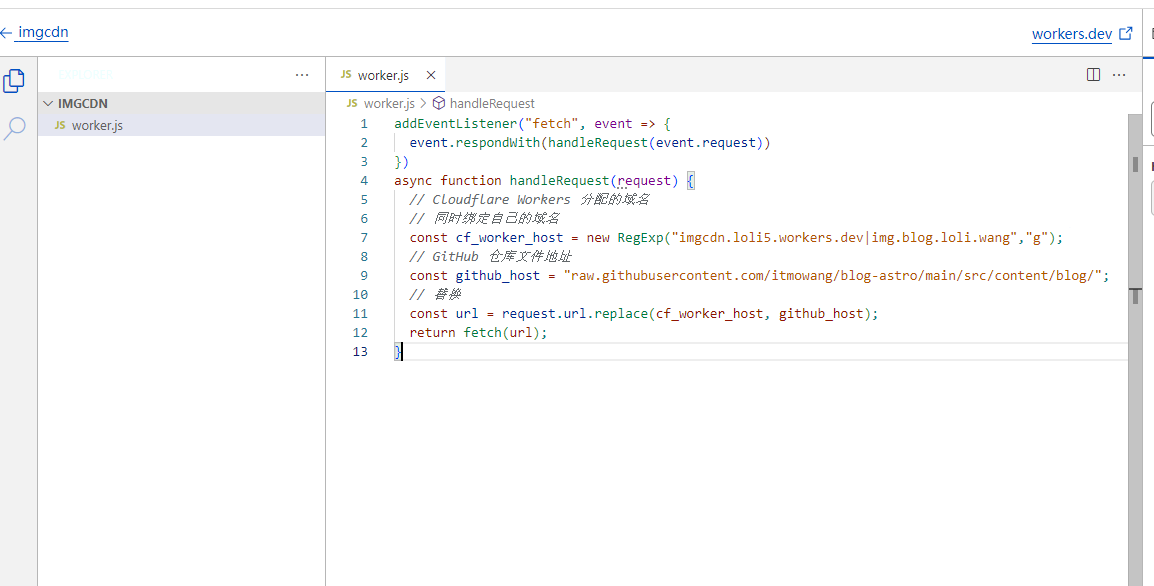 imgcdn
workers.dev
IMGCDN
JS worker.js
JS worker.js
JS worker.js > handleRequest
1 addEventListener("fetch", event => {
2 event.respondWith(handleRequest(event.request))
3 })
4 async function handleRequest(request) {
5 // Cloudflare Workers 分配的域名
6 // 同时绑定自己的域名
7 const cf_worker_host = new RegExp("imgcdn.loli5.workers.dev|img.blog.loli.wang","g");
8 // GitHub 仓库文件地址
9 const github_host = "raw.githubusercontent.com/itmowang/blog-astro/main/src/content/blog/";
10 // 替换
11 const url = request.url.replace(cf_worker_host, github_host);
12 return fetch(url);
13 }